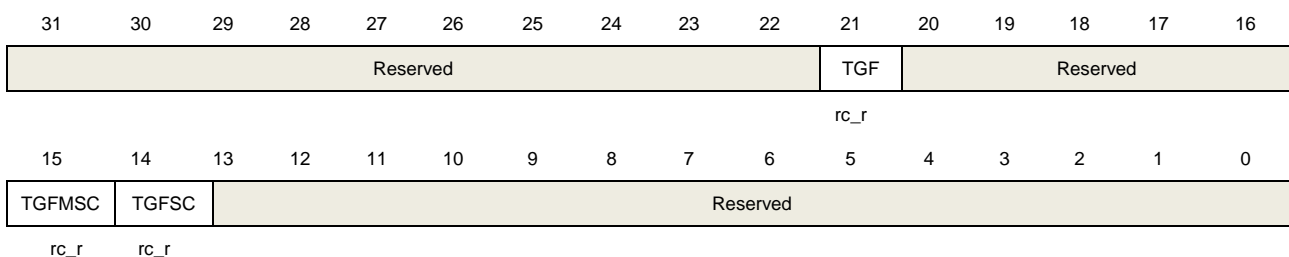 31 30 29 28 27 26 25 24 23 22 21 20 19 18 17 16
Reserved TGF Reserved
rc_r
15 14 13 12 11 10 9 8 7 6 5 4 3 2 1 0
TGFMSC TGFSC Reserved
rc_r rc_r